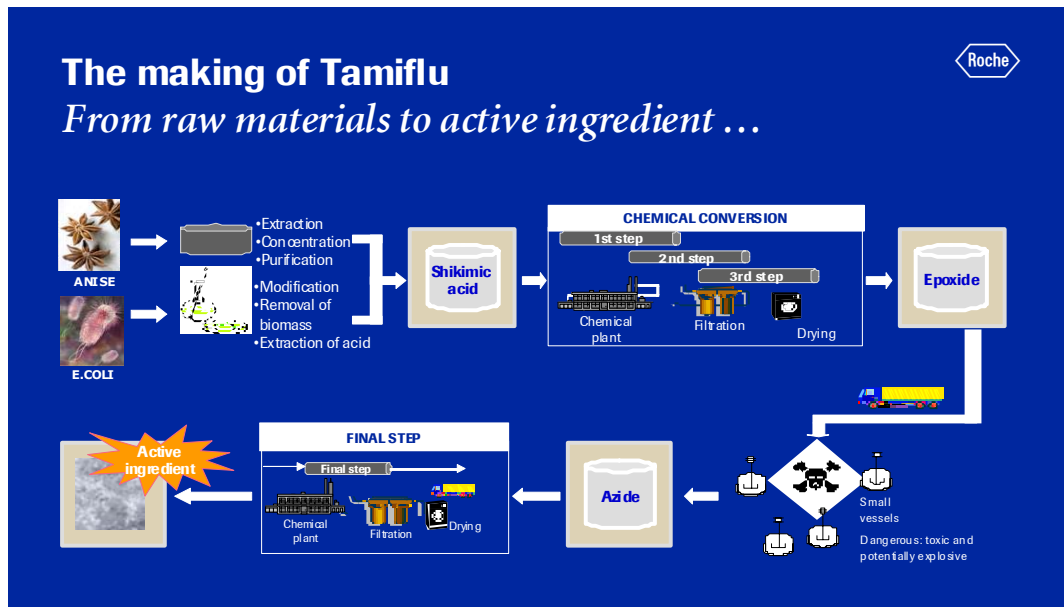 The making of Tamiflu
Roche
From raw materials to active ingredient …
ANISE
•Extraction
•Concentration
•Purification
E.COLI
•Modification
•Removal of
biomass
•Extraction of acid
Shikimic
acid
CHEMICAL CONVERSION
1st step
2nd step
3rd step
Chemical
plant
Filtration
Drying
Epoxide
Small
vessels
Dangerous: toxic and
potentially explosive
Azide
FINAL STEP
Final step
Chemical
plant
Filtration
Drying
Active
ingredient